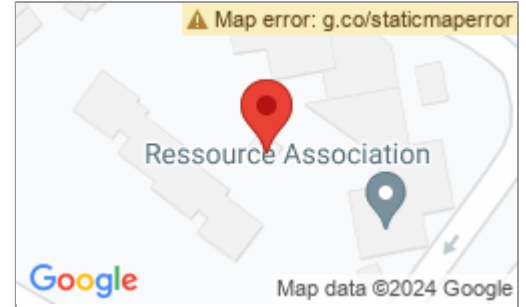 Map error: g.co/staticmaperror
Ressource Association
Google
Map data ©2024 Google